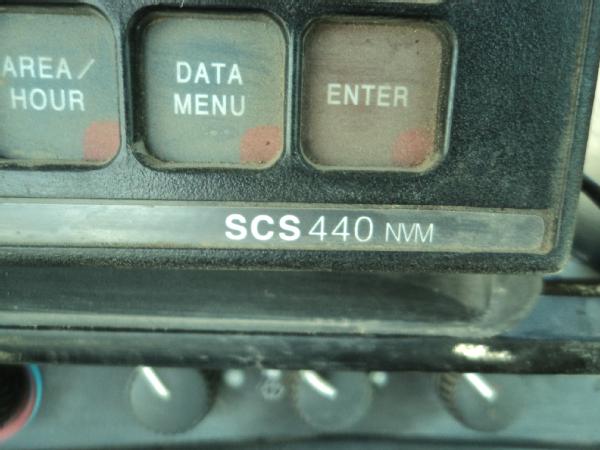 AREA/
HOUR
DATA
MENU
ENTER
SCS 440 NVM